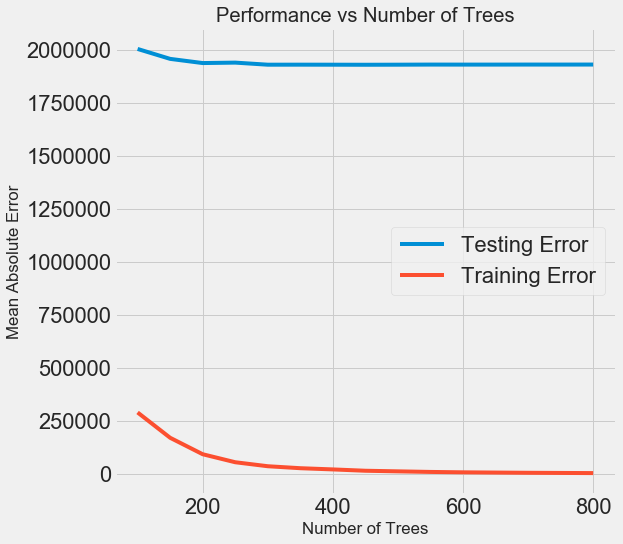 Performance vs Number of Trees
Mean Absolute Error
2000000
1750000
1500000
1250000
1000000
750000
500000
250000
0
Testing Error
Training Error
200
400
600
800
Number of Trees